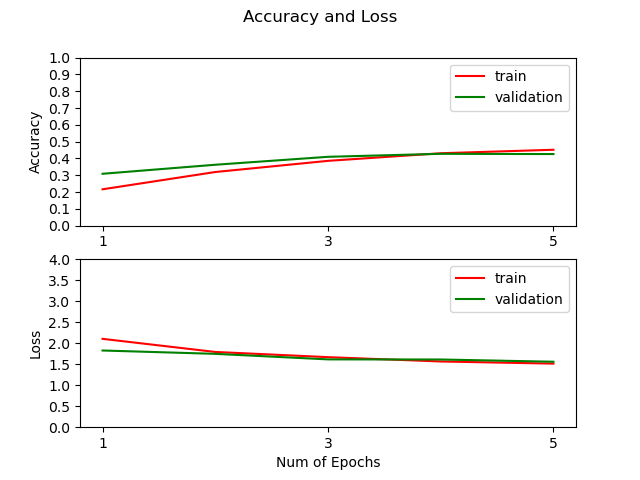 Accuracy and Loss
1.0
0.9
0.8
0.7
0.6
0.5
0.4
0.3
0.2
0.1
0.0
Accuracy
train
validation
1 3 5
4.0
3.5
3.0
2.5
2.0
1.5
1.0
0.5
0.0
Loss
train
validation
1 3 5
Num of Epochs